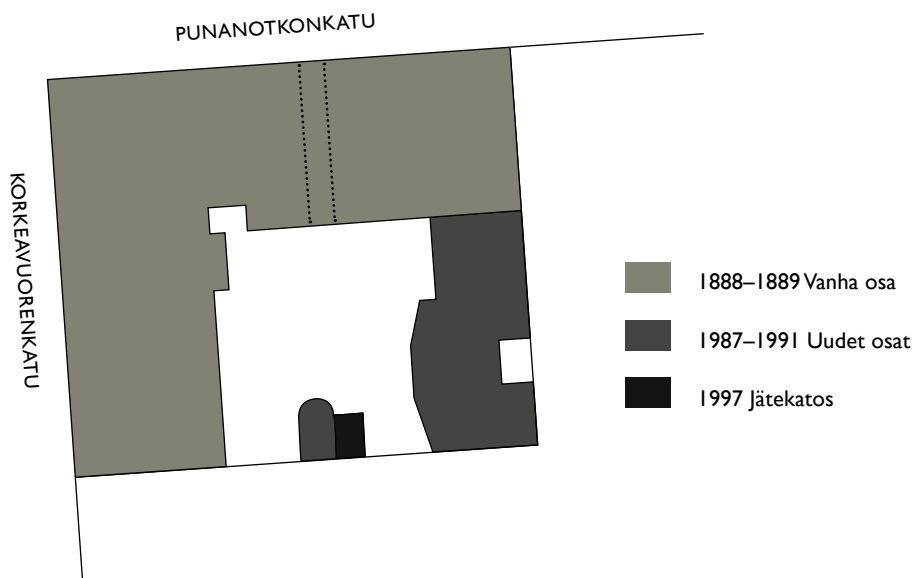 PUNANOTKONKATU
KORKEAVUORENKATU
1888–1889 Vanha osa
1987–1991 Uudet osat
1997 Jätekatos